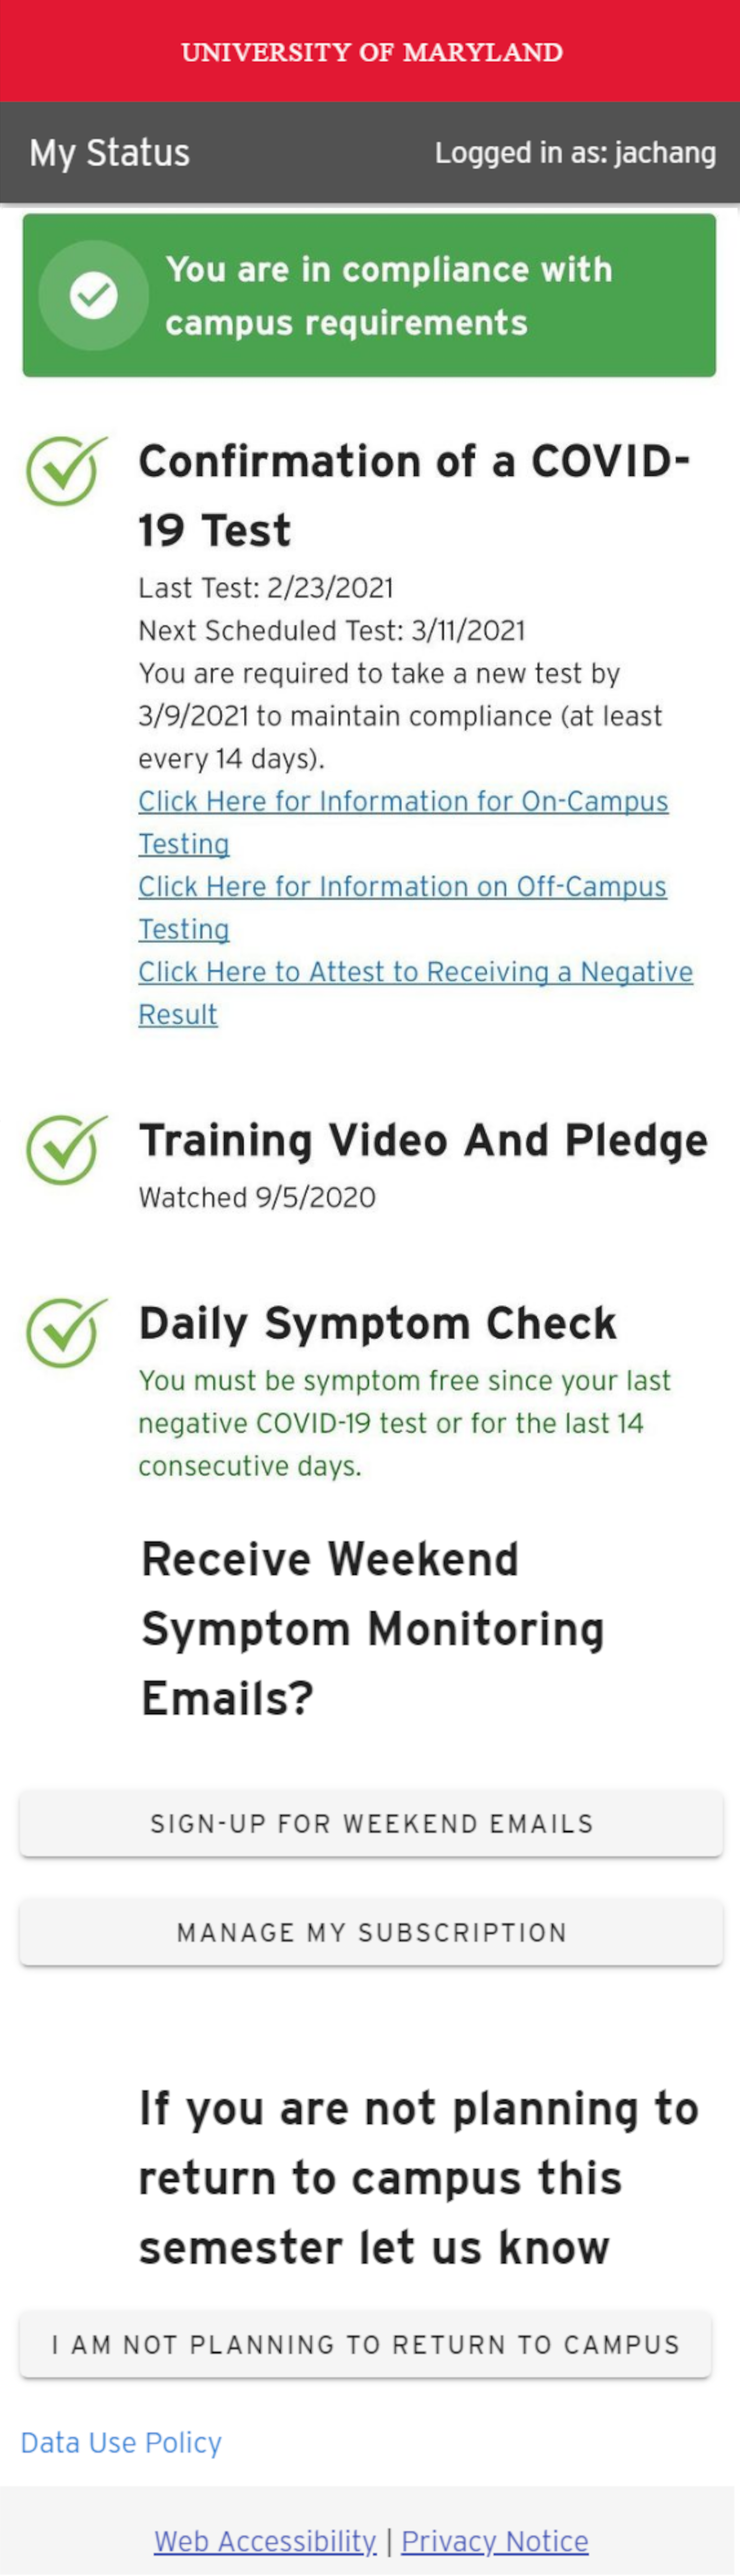 UNIVERSITY OF MARYLAND
My Status
Logged in as: jachang
You are in compliance with
campus requirements
Confirmation of a COVID-
19 Test
Last Test: 2/23/2021
Next Scheduled Test: 3/11/2021
You are required to take a new test by
3/9/2021 to maintain compliance (at least
every 14 days).
Click Here for Information for On-Campus
Testing
Click Here for Information on Off-Campus
Testing
Click Here to Attest to Receiving a Negative
Result
Training Video And Pledge
Watched 9/5/2020
Daily Symptom Check
You must be symptom free since your last
negative COVID-19 test or for the last 14
consecutive days.
Receive Weekend
Symptom Monitoring
Emails?
SIGN-UP FOR WEEKEND EMAILS
MANAGE MY SUBSCRIPTION
If you are not planning to
return to campus this
semester let us know
I AM NOT PLANNING TO RETURN TO CAMPUS
Data Use Policy
Web Accessibility | Privacy Notice